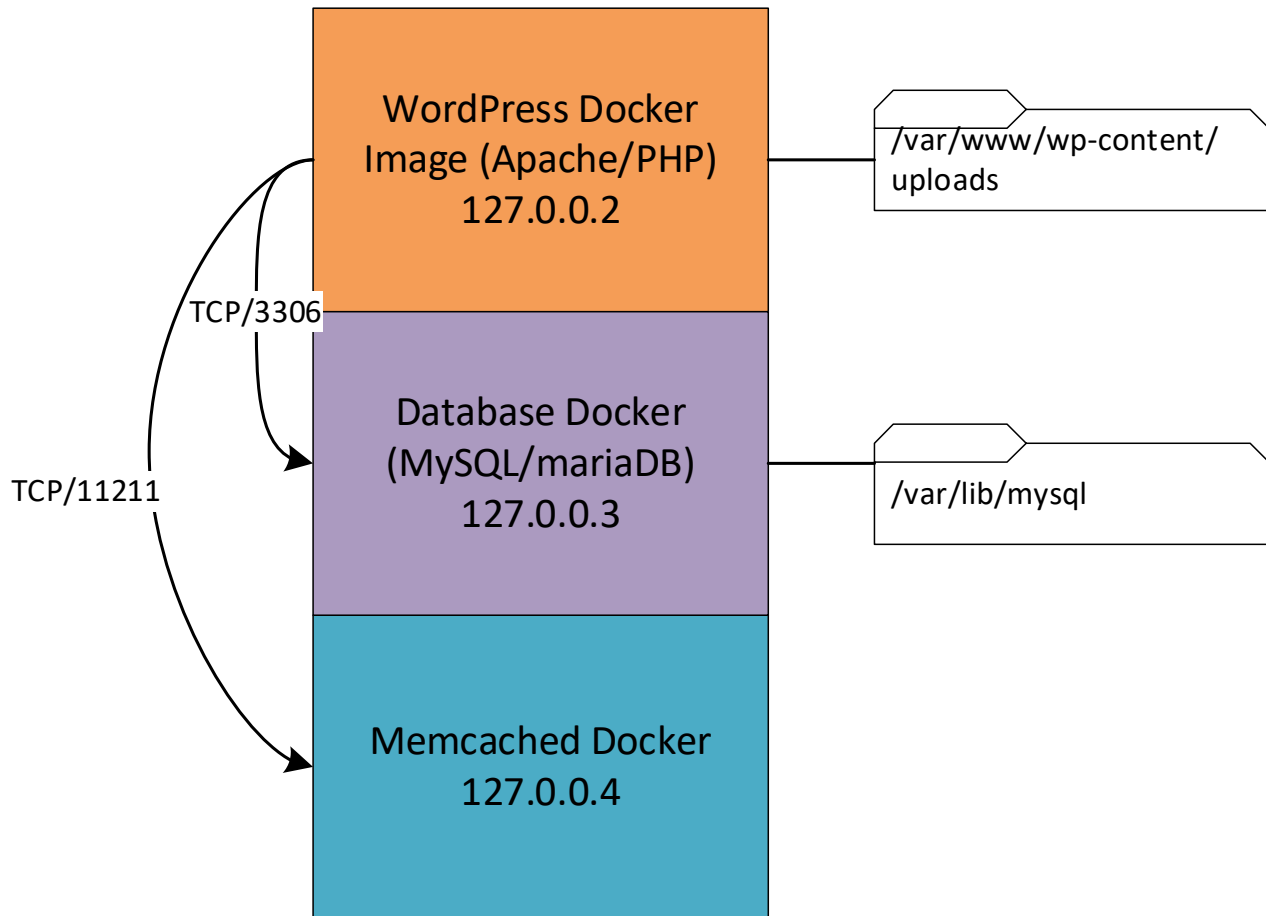 WordPress Docker
Image (Apache/PHP)
127.0.0.2
/var/www/wp-content/
uploads
TCP/3306
Database Docker
(MySQL/mariaDB)
127.0.0.3
/var/lib/mysql
TCP/11211
Memcached Docker
127.0.0.4